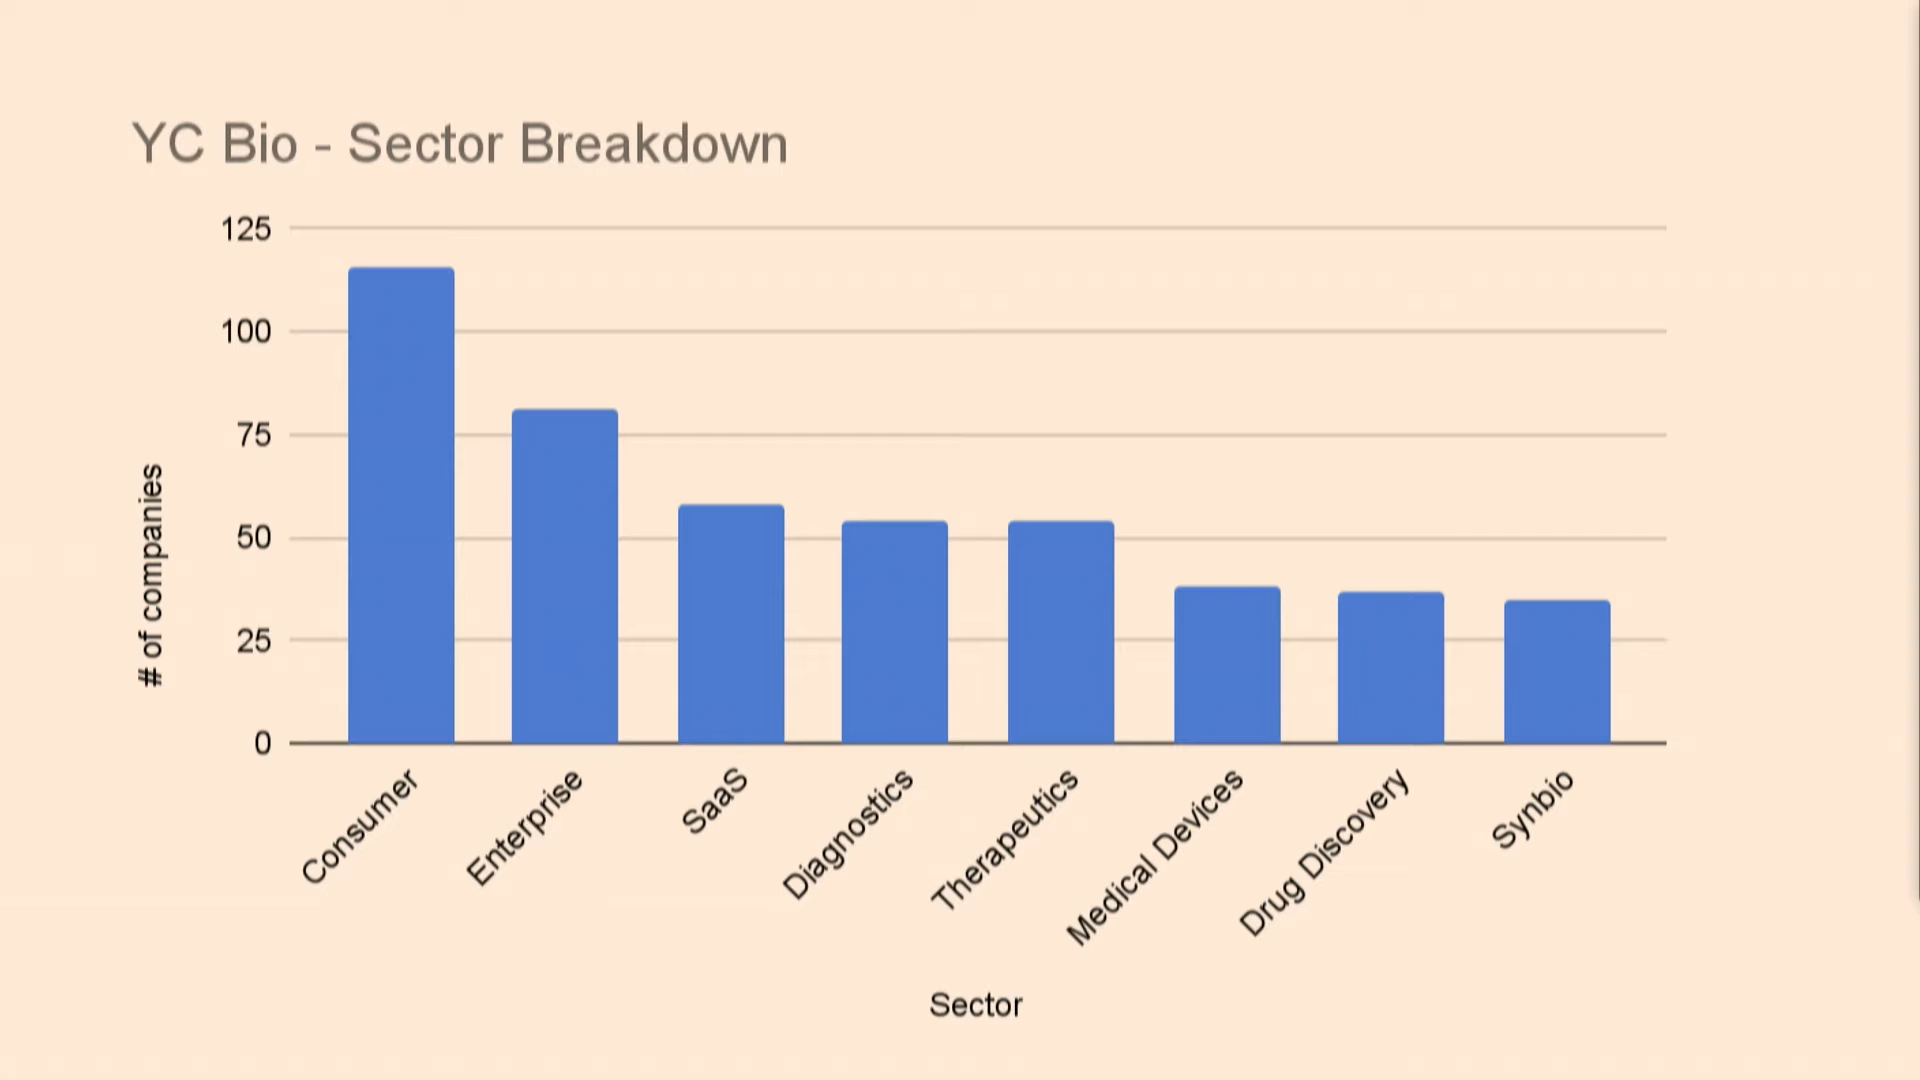 YC Bio - Sector Breakdown
# of companies
125
100
75
50
25
0
Consumer
Enterprise
SaaS
Diagnostics
Therapeutics
Medical Devices
Drug Discovery
Synbio
Sector